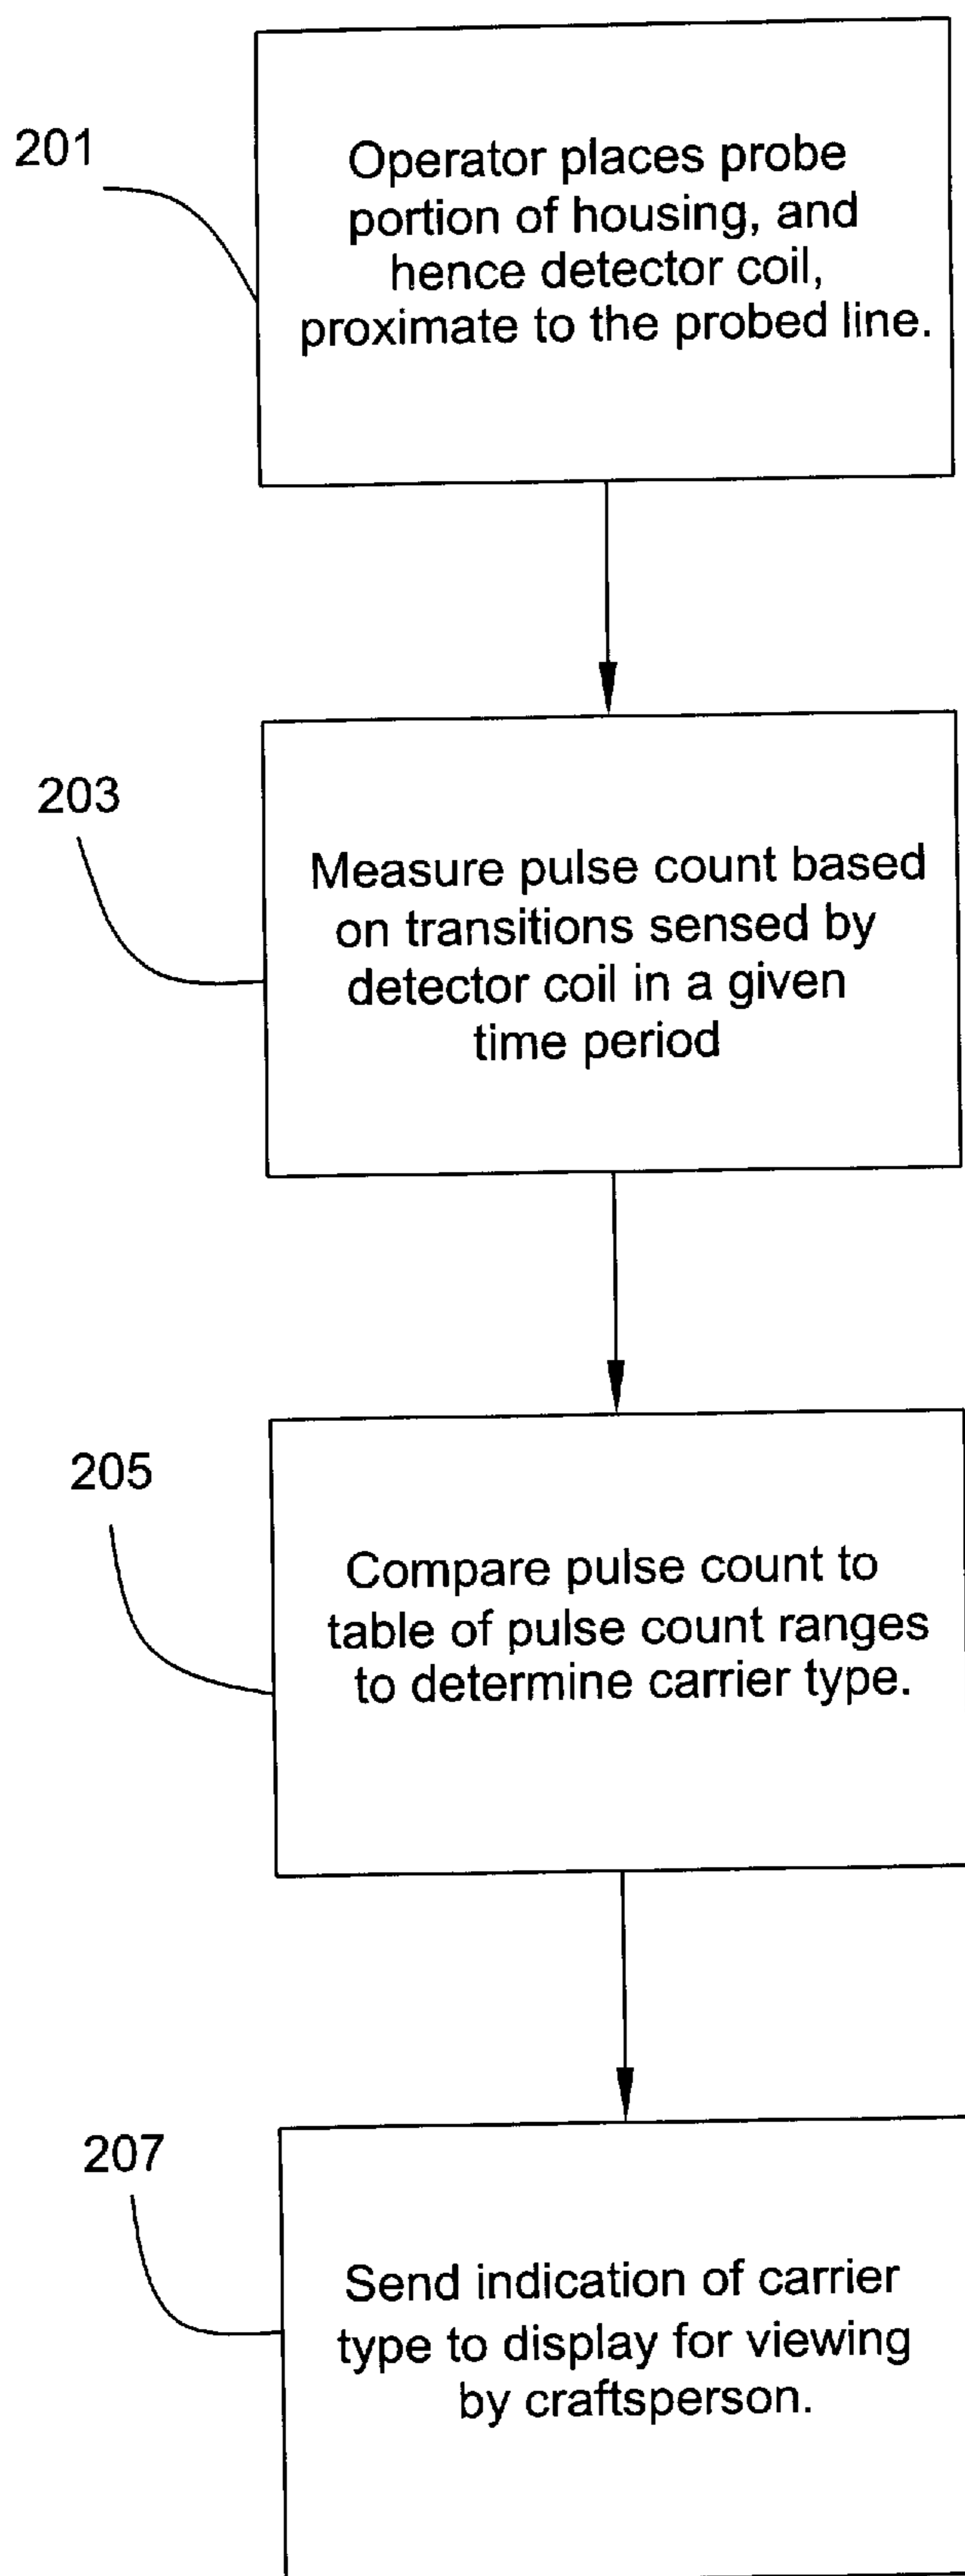 201
Operator places probe
portion of housing, and
hence detector coil,
proximate to the probed line.
203
Measure pulse count based
on transitions sensed by
detector coil in a given
time period
205
Compare pulse count to
table of pulse count ranges
to determine carrier type.
207
Send indication of carrier
type to display for viewing
by craftsperson.